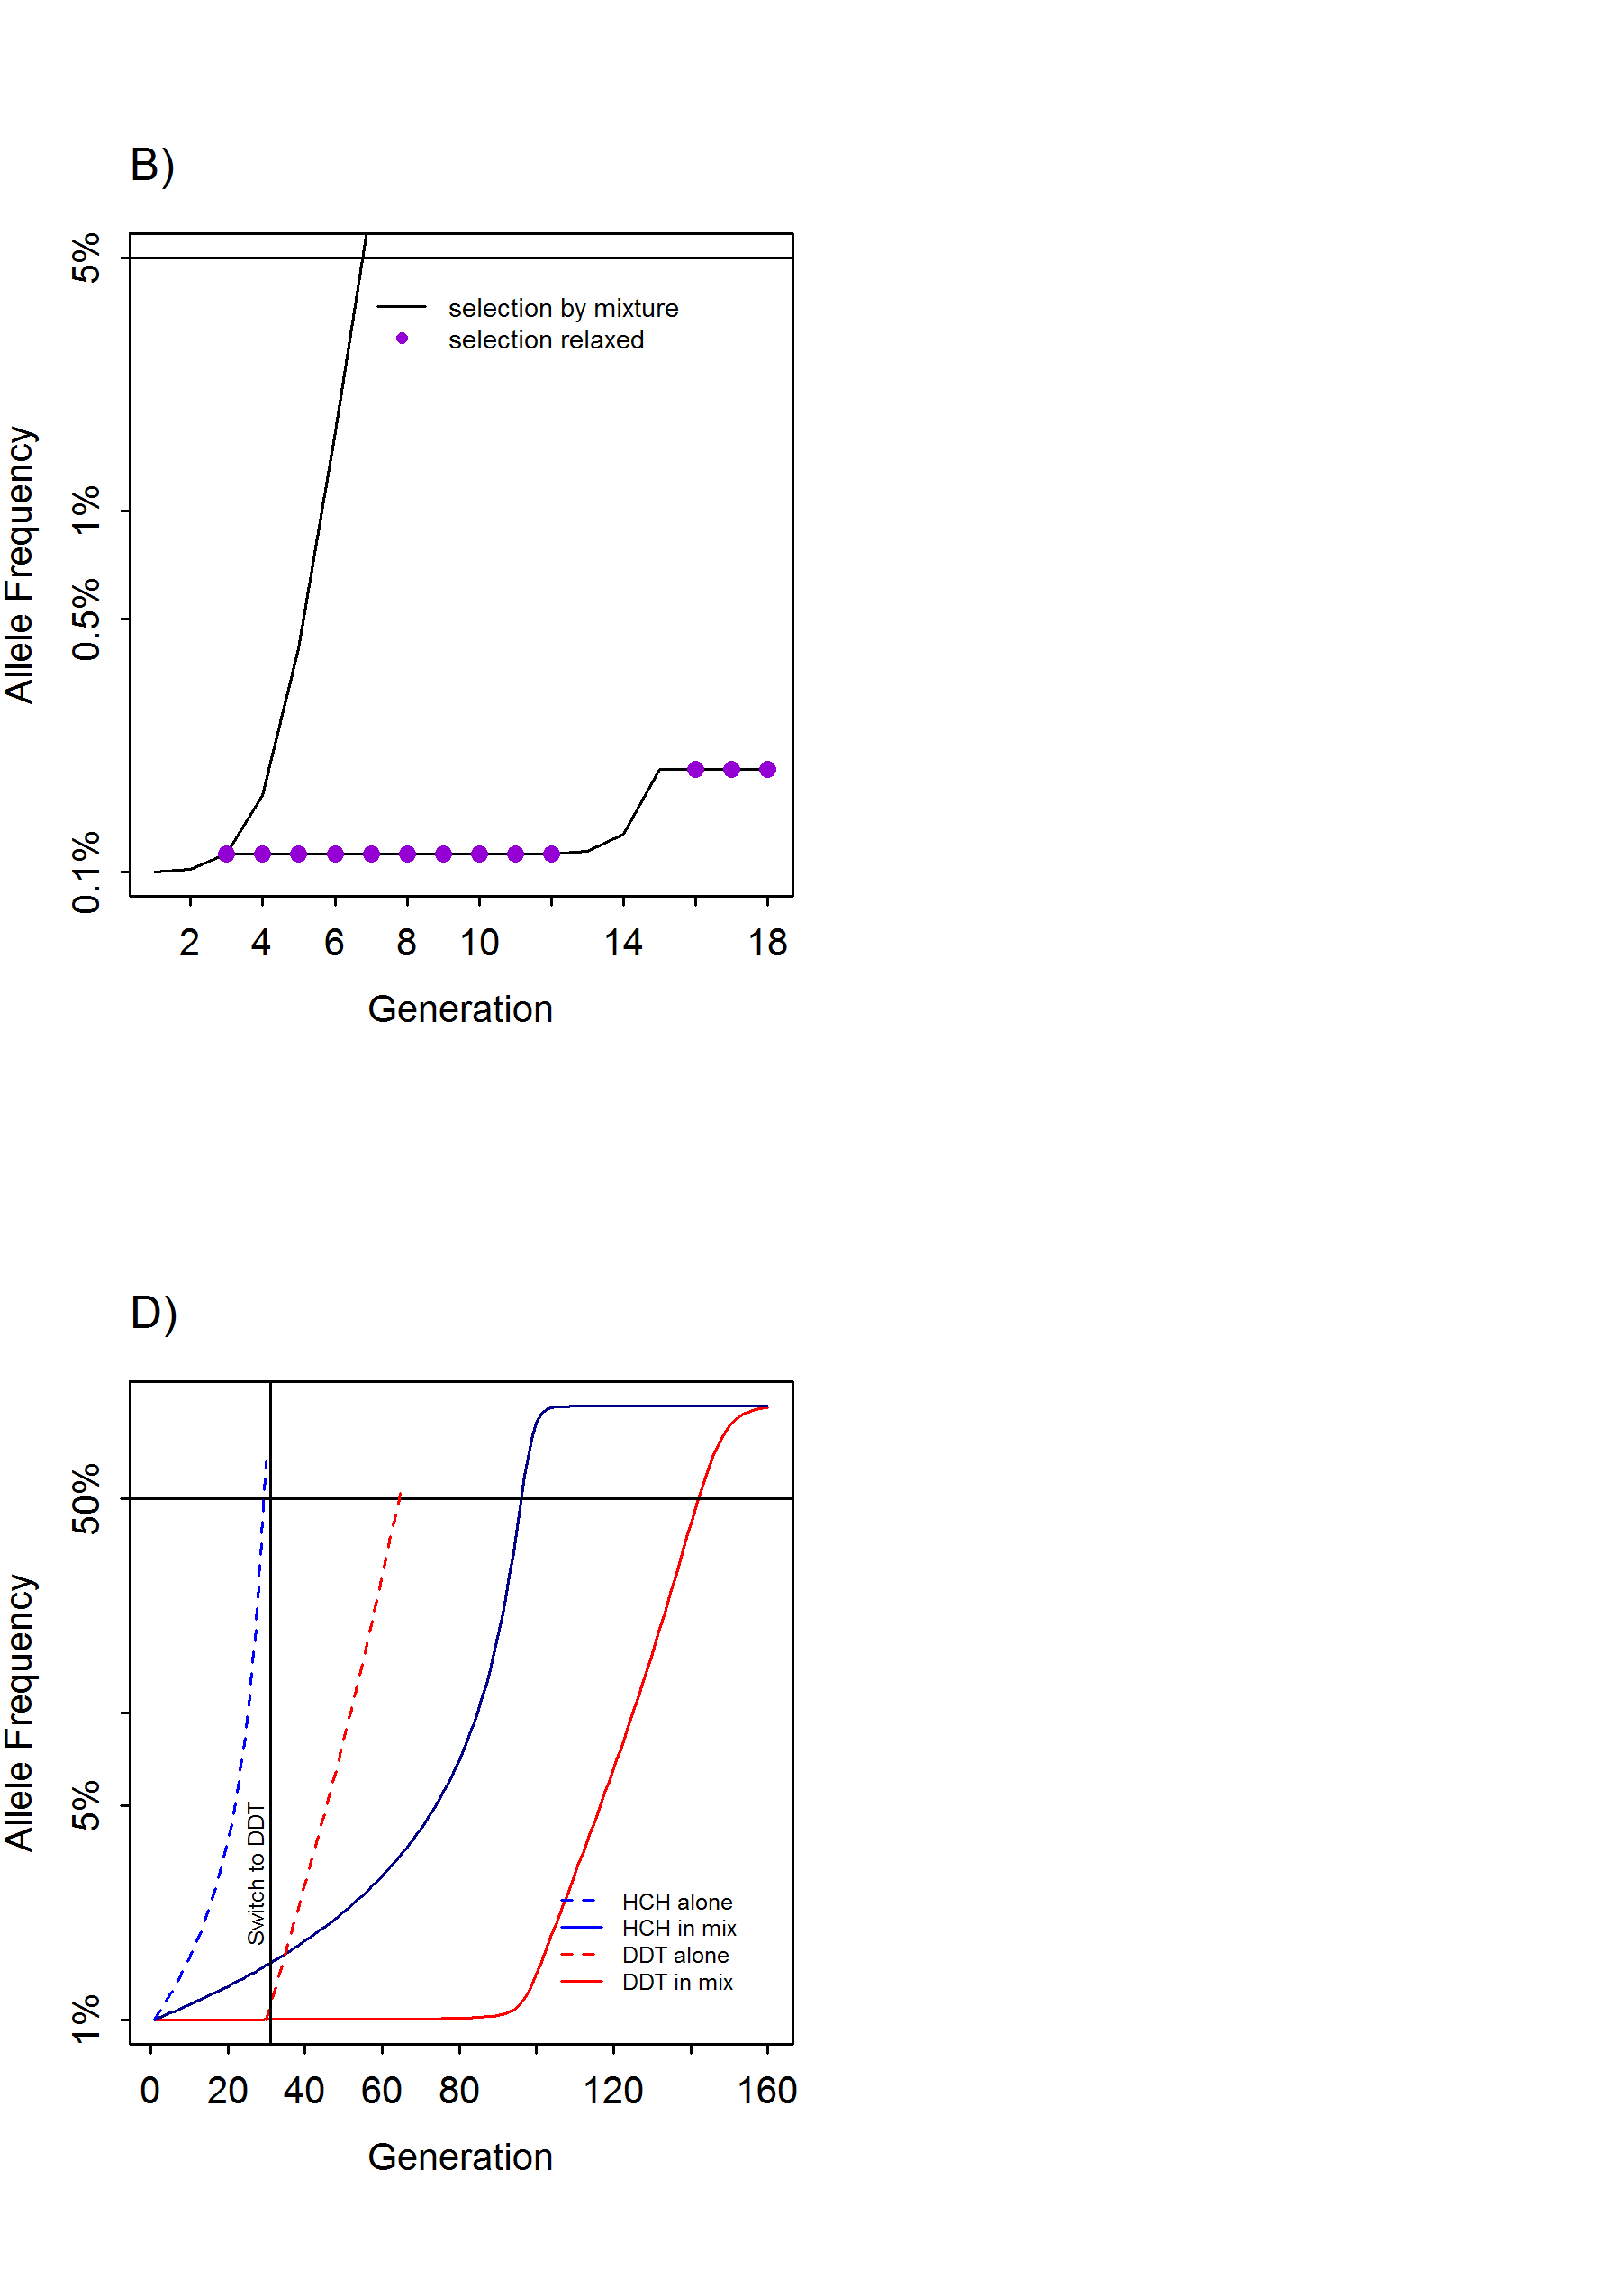 B)
5%
1%
0.5%
0.1%
Allele Frequency
selection by mixture
selection relaxed
2 4 6 8 10 14 18
Generation
D)
50%
5%
1%
Allele Frequency
Switch to DDT
HCH alone
HCH in mix
DDT alone
DDT in mix
0 20 40 60 80 120 160
Generation